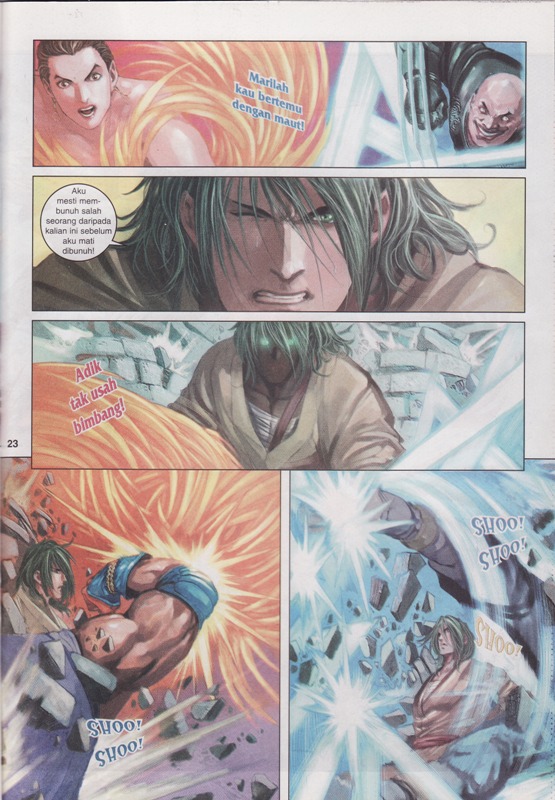 Marilah
kau bertemu
dengan maut!
Aku
mesti mem-
bunuh salah
seorang daripada
kalian ini sebelum
aku mati
dibunuh!
Adik
tak usah
bimbang!
23
SHOO!
SHOO!
SHOO!
SHOO!
SHOO!